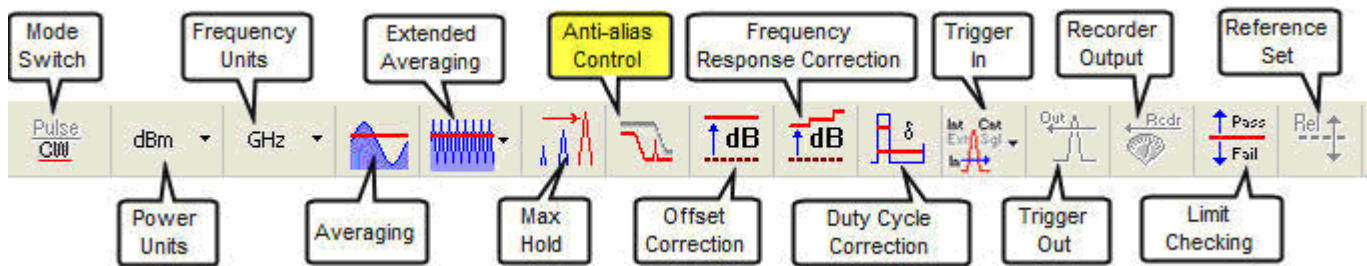 Mode
Switch
Frequency
Units
Extended
Averaging
Anti-alias
Control
Frequency
Response Correction
Trigger
In
Recorder
Output
Reference
Set
Pulse
CW
dBm
GHz
dB
dB
δ
Int Cnt
Ext Sgl
In
Out
Rcdr
Pass
Fail
Rel
Power
Units
Averaging
Max
Hold
Offset
Correction
Duty Cycle
Correction
Trigger
Out
Limit
Checking